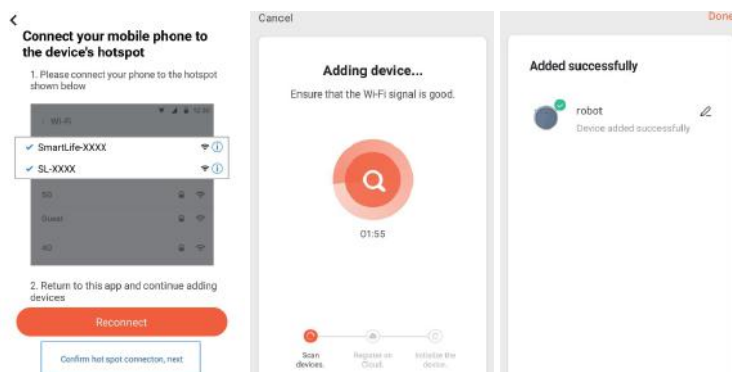 Connect your mobile phone to
the device's hotspot
1. Please connect your phone to the hotspot
shown below
Wi-Fi
SmartLife-XXXX
SL-XXXX
5G
Guest
4G
2. Return to this app and continue adding
devices
Reconnect
Confirm hot spot connecton, next
Cancel
Adding device...
Ensure that the Wi-Fi signal is good.
01:55
Scan
devices.
Register on
Cloud.
Initialize the
device.
Done
Added successfully
robot
Device added successfully